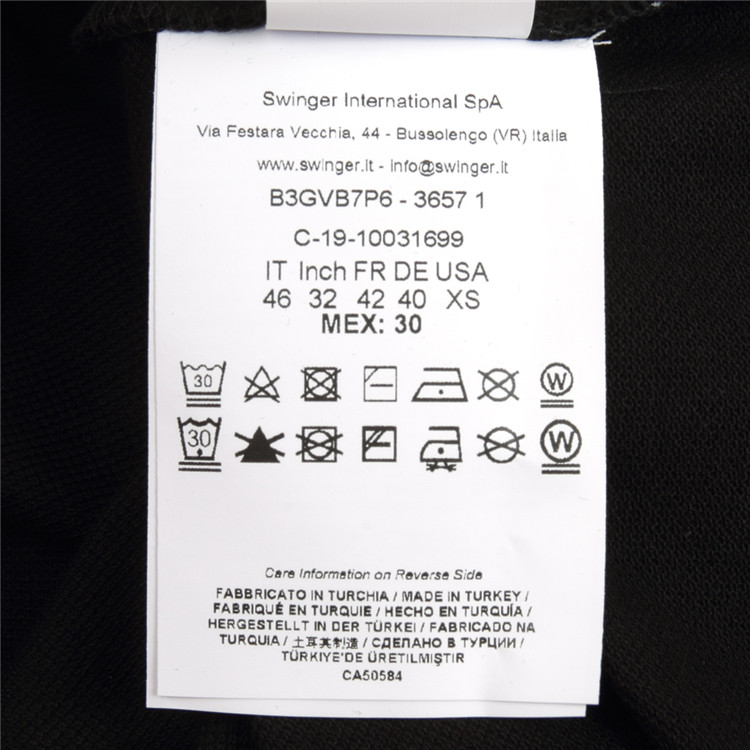 Swinger International SpA
Via Festara Vecchia, 44 - Bussolengo (VR) Italia
www.swinger.it - info@swinger.it
B3GVB7P6 - 3657 1
C-19-10031699
IT Inch FR DE USA
46 32 42 40 XS
MEX: 30
30 W
30 W
Care Information on Reverse Side
FABBRICATO IN TURCHIA / MADE IN TURKEY /
FABRIQUÉ EN TURQUIE / HECHO EN TURQUÍA /
HERGESTELLT IN DER TÜRKEI / FABRICADO NA
TURQUIA / 土耳其制造 / СДЕЛАНО В ТУРЦИИ /
TÜRKİYE'DE ÜRETİLMİŞTİR
CA50584